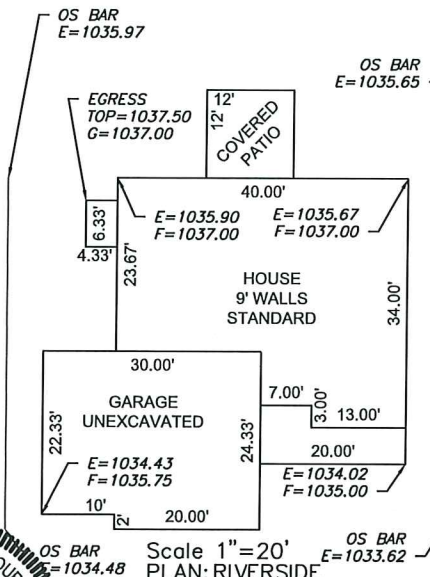 OS BAR
E=1035.97
OS BAR
E=1035.65
EGRESS
TOP=1037.50
G=1037.00
12'
12'
COVERED
PATIO
40.00'
6.33'
4.33'
23.67'
E=1035.90
F=1037.00
E=1035.67
F=1037.00
HOUSE
9' WALLS
STANDARD
34.00'
30.00'
GARAGE
UNEXCAVATED
22.33'
24.33'
7.00'
3.00'
13.00'
20.00'
E=1034.43
F=1035.75
E=1034.02
F=1035.00
10'
2'
20.00'
OS BAR
E=1034.48
Scale 1"=20'
PLAN: RIVERSIDE
OS BAR
E=1033.62